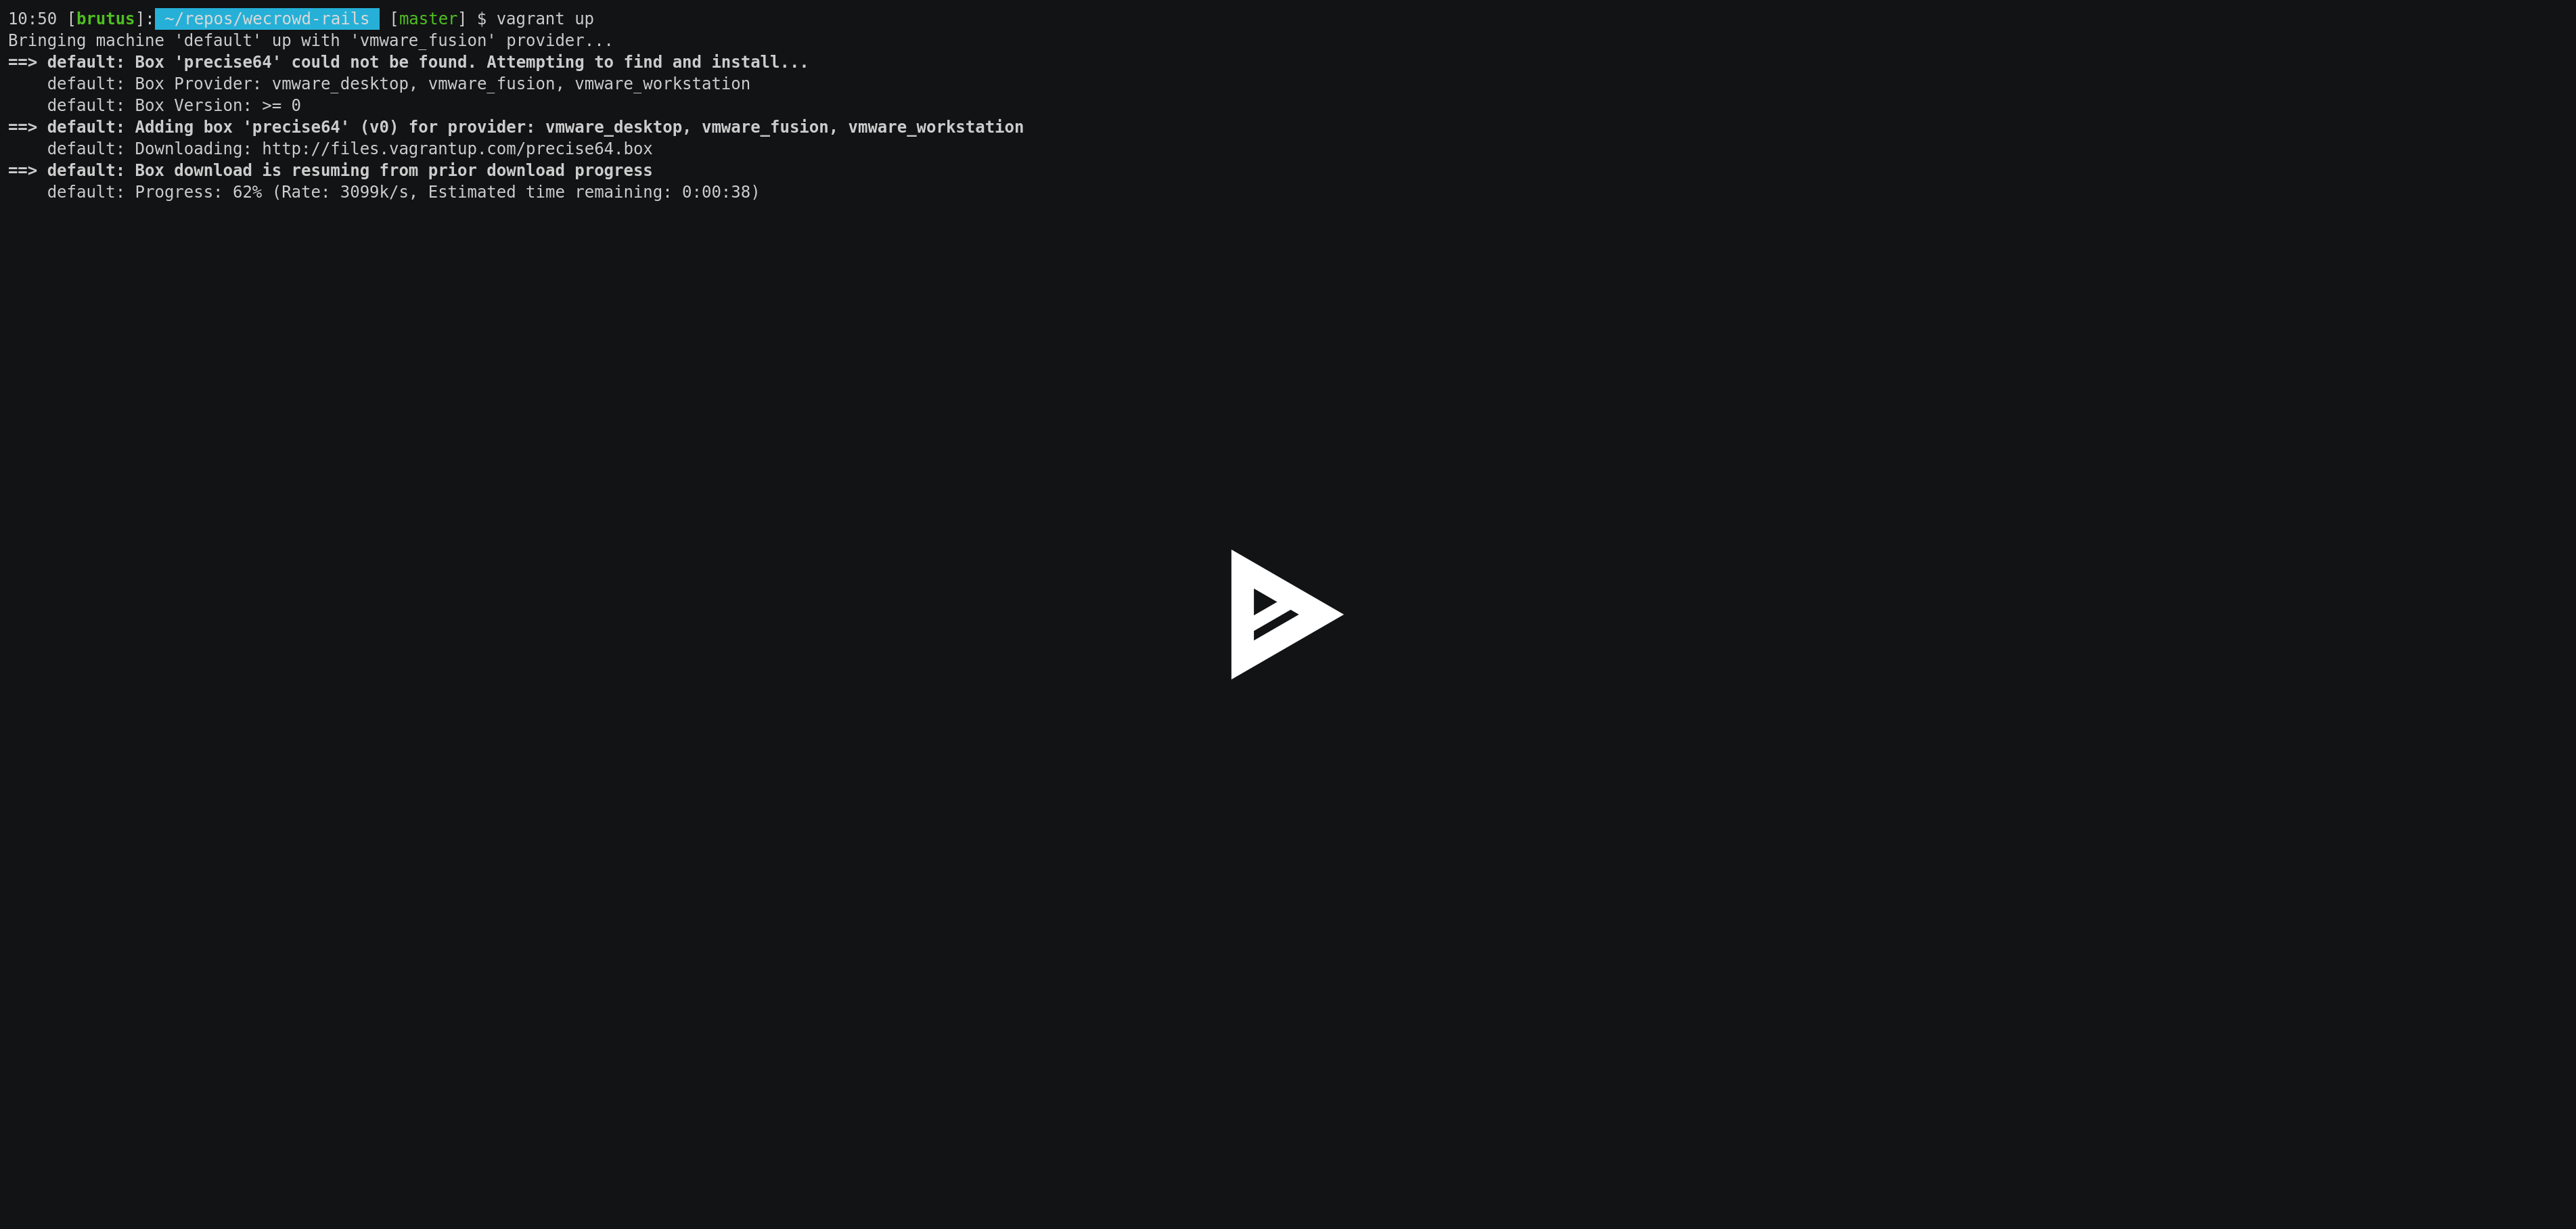 10:50 [brutus]: ~/repos/wecrowd-rails [master] $ vagrant up
Bringing machine 'default' up with 'vmware_fusion' provider...
==> default: Box 'precise64' could not be found. Attempting to find and install...
    default: Box Provider: vmware_desktop, vmware_fusion, vmware_workstation
    default: Box Version: >= 0
==> default: Adding box 'precise64' (v0) for provider: vmware_desktop, vmware_fusion, vmware_workstation
    default: Downloading: http://files.vagrantup.com/precise64.box
==> default: Box download is resuming from prior download progress
    default: Progress: 62% (Rate: 3099k/s, Estimated time remaining: 0:00:38)